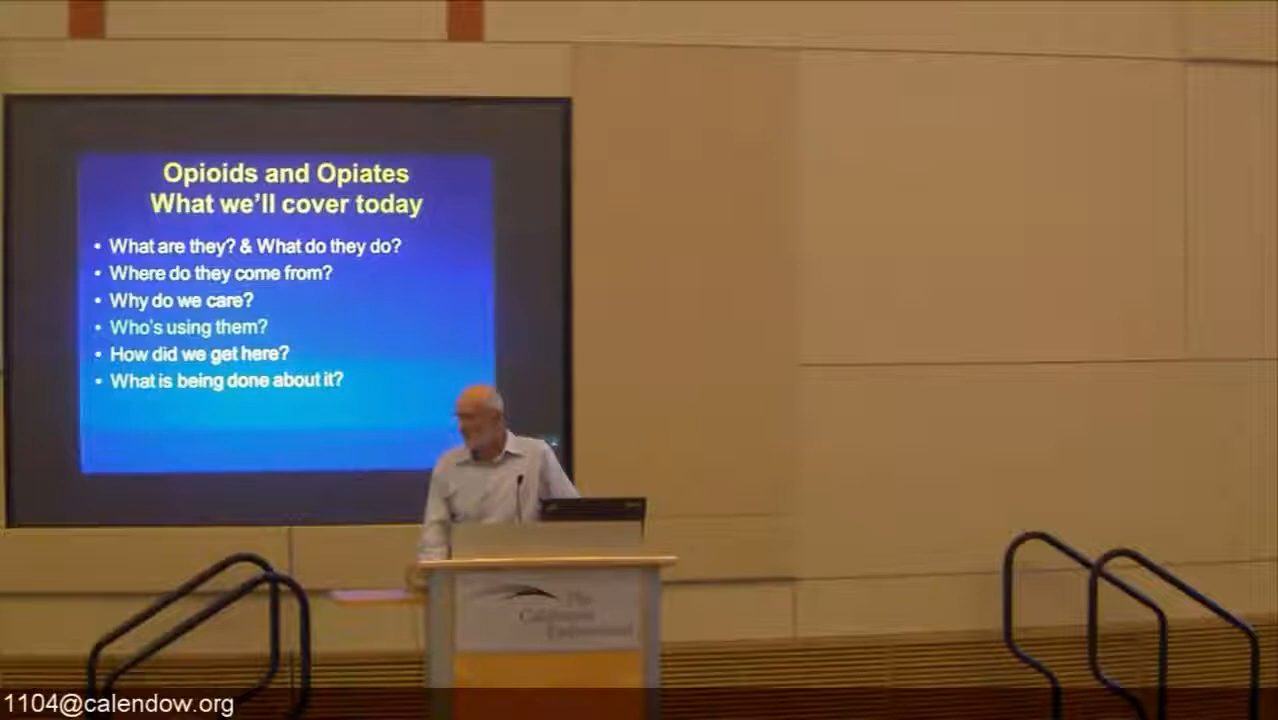 Opioids and Opiates
What we'll cover today
• What are they? & What do they do?
• Where do they come from?
• Why do we care?
• Who's using them?
• How did we get here?
• What is being done about it?
The
California
Endowment
1104@calendow.org